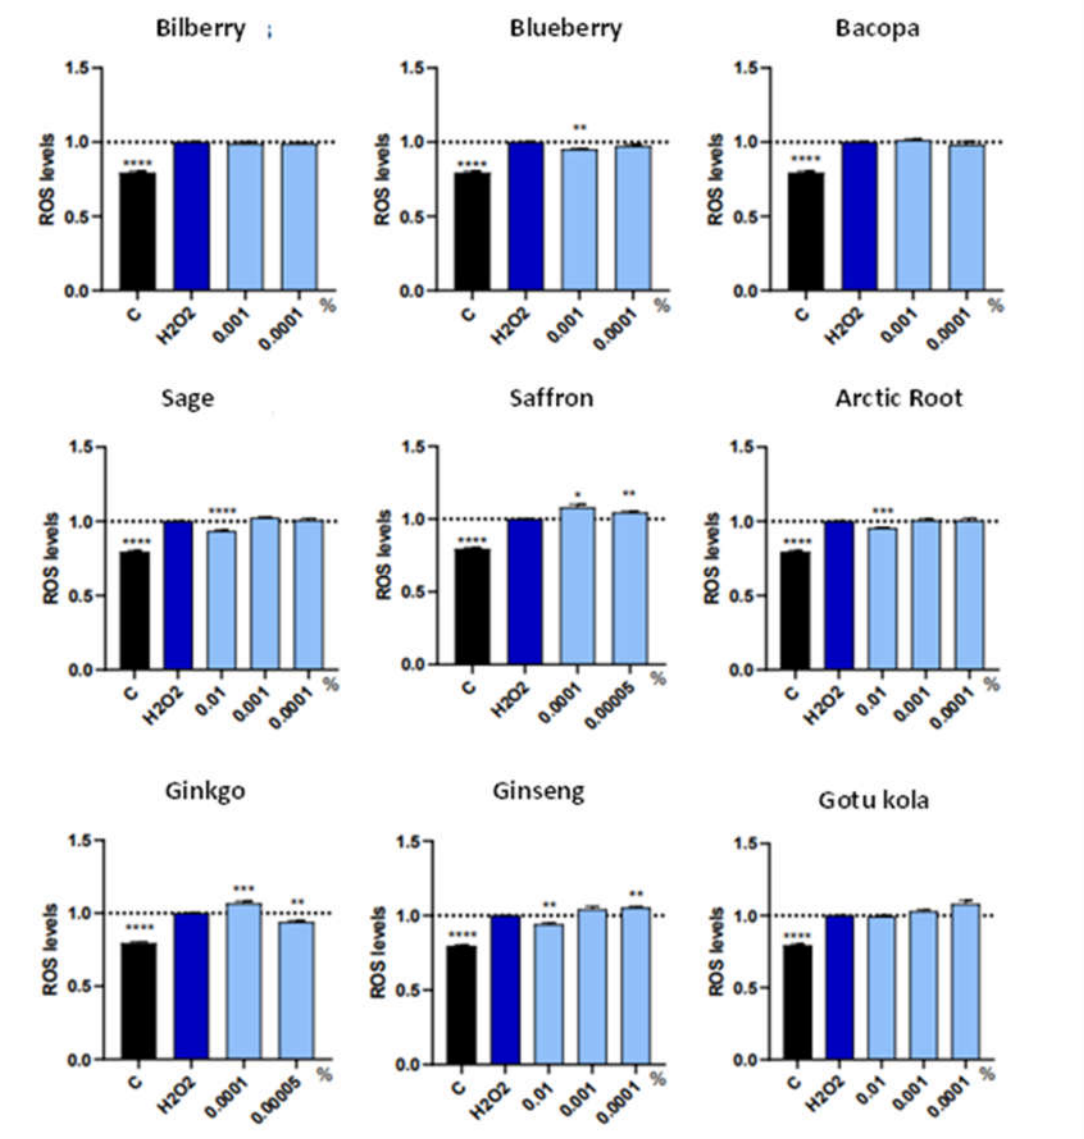 Bilberry ;
Blueberry
Bacopa
1.5
1.0
0.5
0.0
ROS levels
****
C
H2O2
0.001
0.0001
%
1.5
1.0
0.5
0.0
ROS levels
****
**
C
H2O2
0.001
0.0001
%
1.5
1.0
0.5
0.0
ROS levels
****
C
H2O2
0.001
0.0001
%
Sage
Saffron
Arctic Root
1.5
1.0
0.5
0.0
ROS levels
****
****
C
H2O2
0.01
0.001
0.0001
%
1.5
1.0
0.5
0.0
ROS levels
****
*
**
C
H2O2
0.0001
0.00005
%
1.5
1.0
0.5
0.0
ROS levels
****
***
C
H2O2
0.01
0.001
0.0001
%
Ginkgo
Ginseng
Gotu kola
1.5
1.0
0.5
0.0
ROS levels
****
***
**
C
H2O2
0.0001
0.00005
%
1.5
1.0
0.5
0.0
ROS levels
****
**
**
C
H2O2
0.01
0.001
0.0001
%
1.5
1.0
0.5
0.0
ROS levels
****
C
H2O2
0.01
0.001
0.0001
%